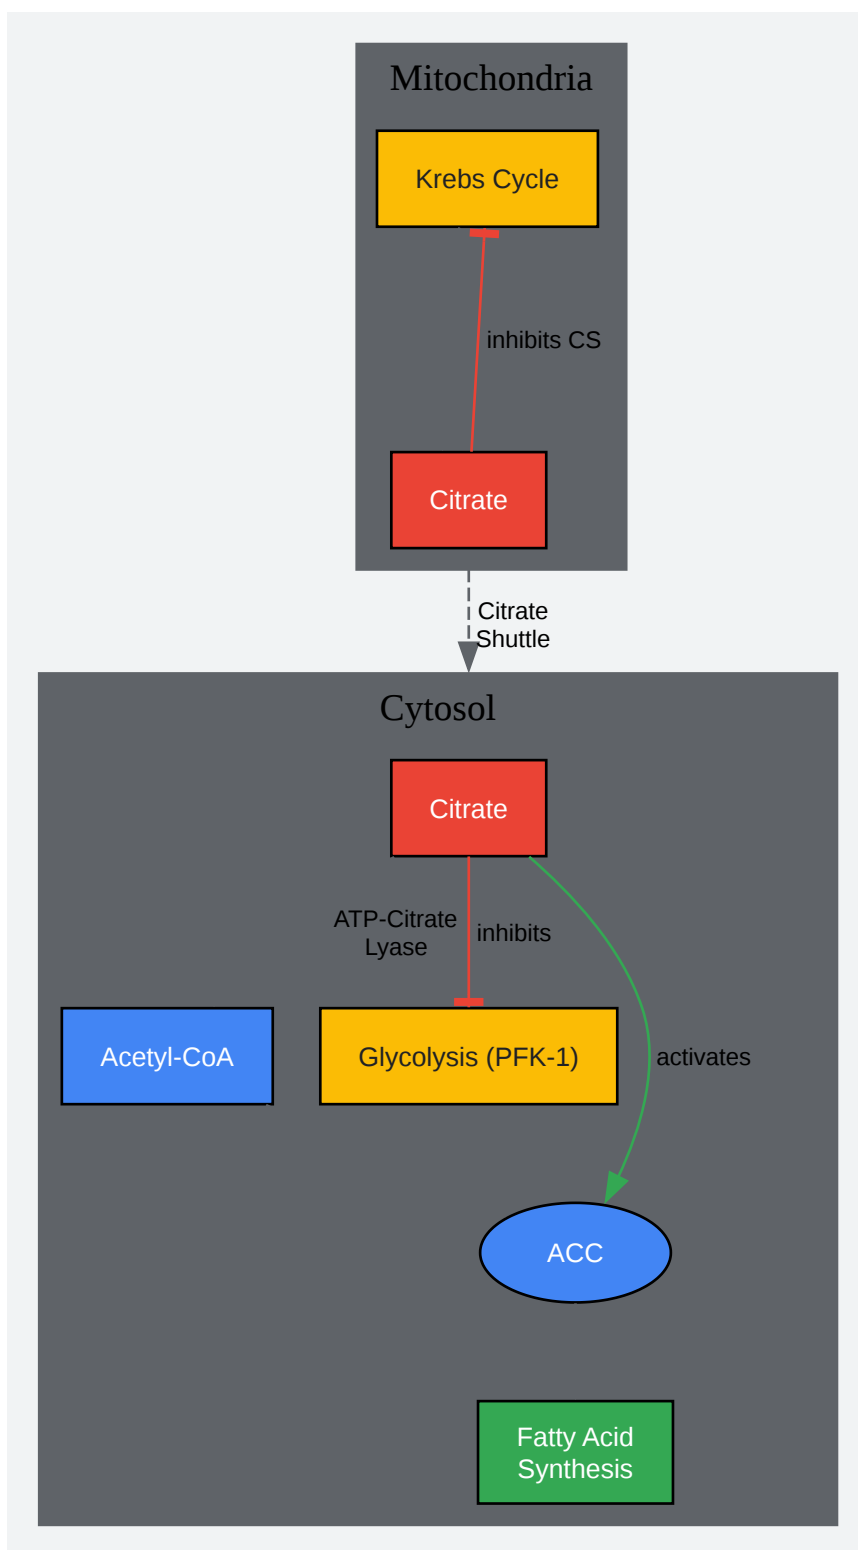 Mitochondria
Krebs Cycle
inhibits CS
Citrate
Citrate
Shuttle
Cytosol
Citrate
ATP-Citrate
Lyase
inhibits
Acetyl-CoA
Glycolysis (PFK-1)
activates
ACC
Fatty Acid
Synthesis